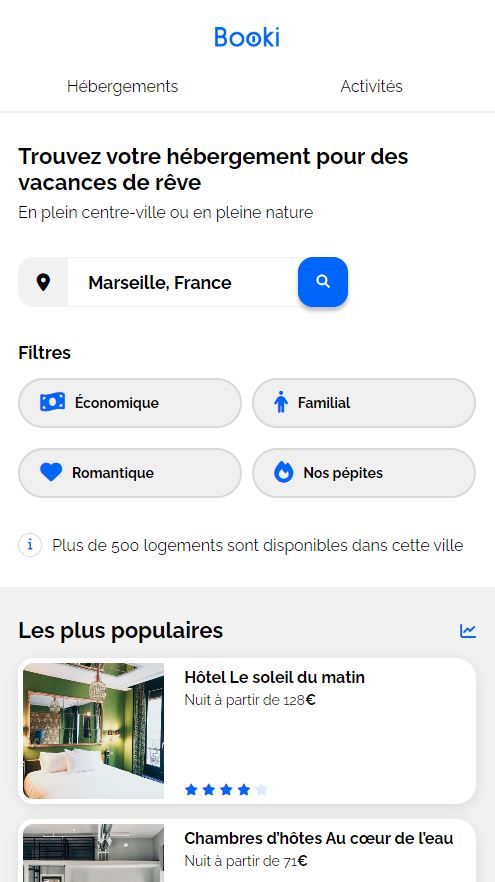 Booki
Hébergements
Activités
Trouvez votre hébergement pour des
vacances de rêve
En plein centre-ville ou en pleine nature
Marseille, France
Filtres
Économique
Familial
Romantique
Nos pépites
i
Plus de 500 logements sont disponibles dans cette ville
Les plus populaires
Hôtel Le soleil du matin
Nuit à partir de 128€
Chambres d’hôtes Au cœur de l’eau
Nuit à partir de 71€